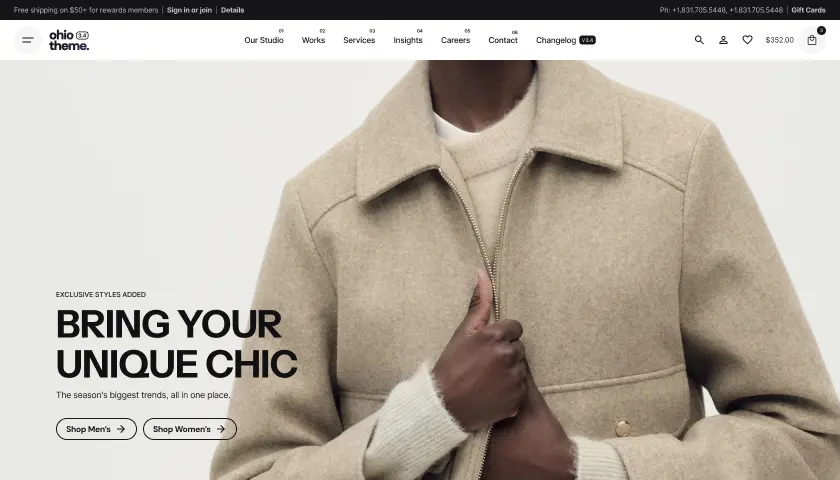 Free shipping on $50+ for rewards members | Sign in or join | Details
Ph: +1.831.705.5448, +1.831.705.5448 | Gift Cards
ohio 3.4
theme.
Our Studio 01 Works 02 Services 03 Insights 04 Careers 05 Contact 06 Changelog V3.4
$352.00 3
EXCLUSIVE STYLES ADDED
BRING YOUR
UNIQUE CHIC
The season's biggest trends, all in one place.
Shop Men's → Shop Women's →